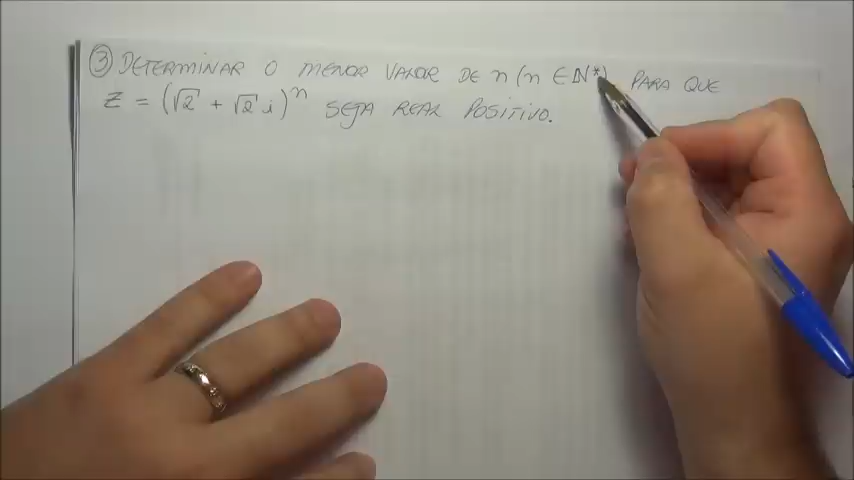 ③ DETERMINAR O MENOR VALOR DE n (n ∈ ℕ*) PARA QUE
Z = (√2 + √2 i)ⁿ SEJA REAL POSITIVO.